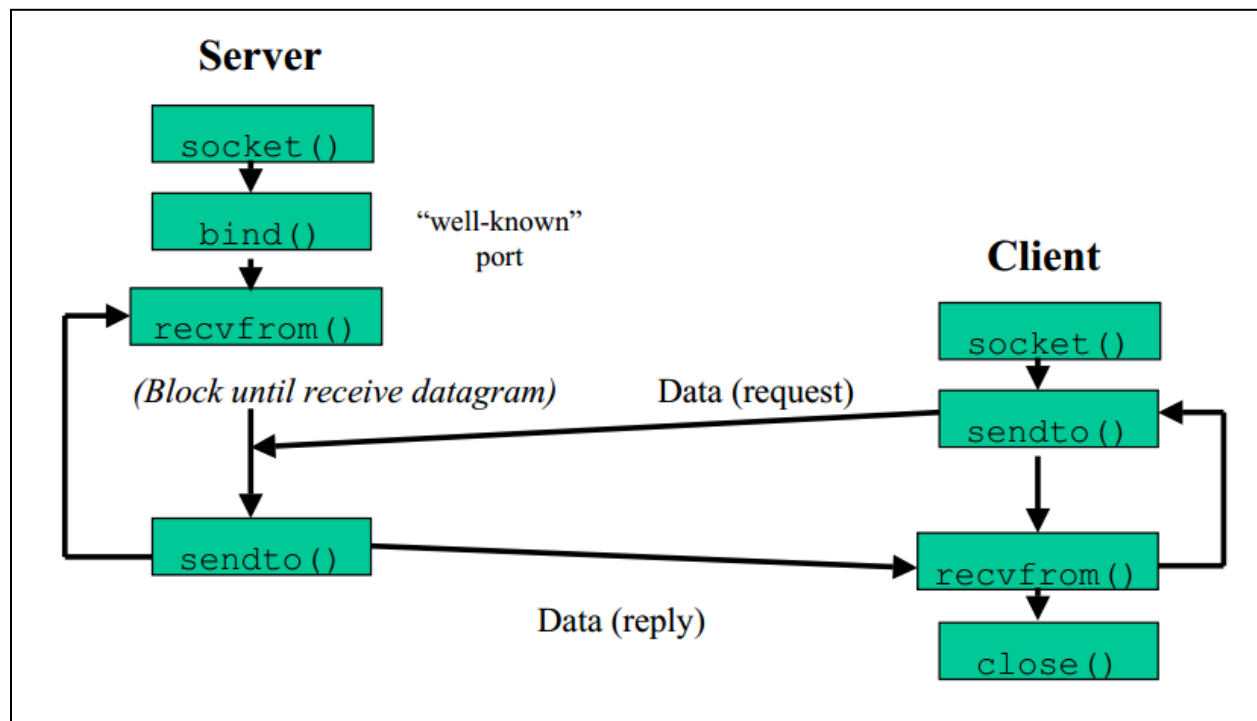 Server
socket()
bind()
“well-known”
port
recvfrom()
(Block until receive datagram)
sendto()
Client
socket()
Data (request)
sendto()
recvfrom()
Data (reply)
close()